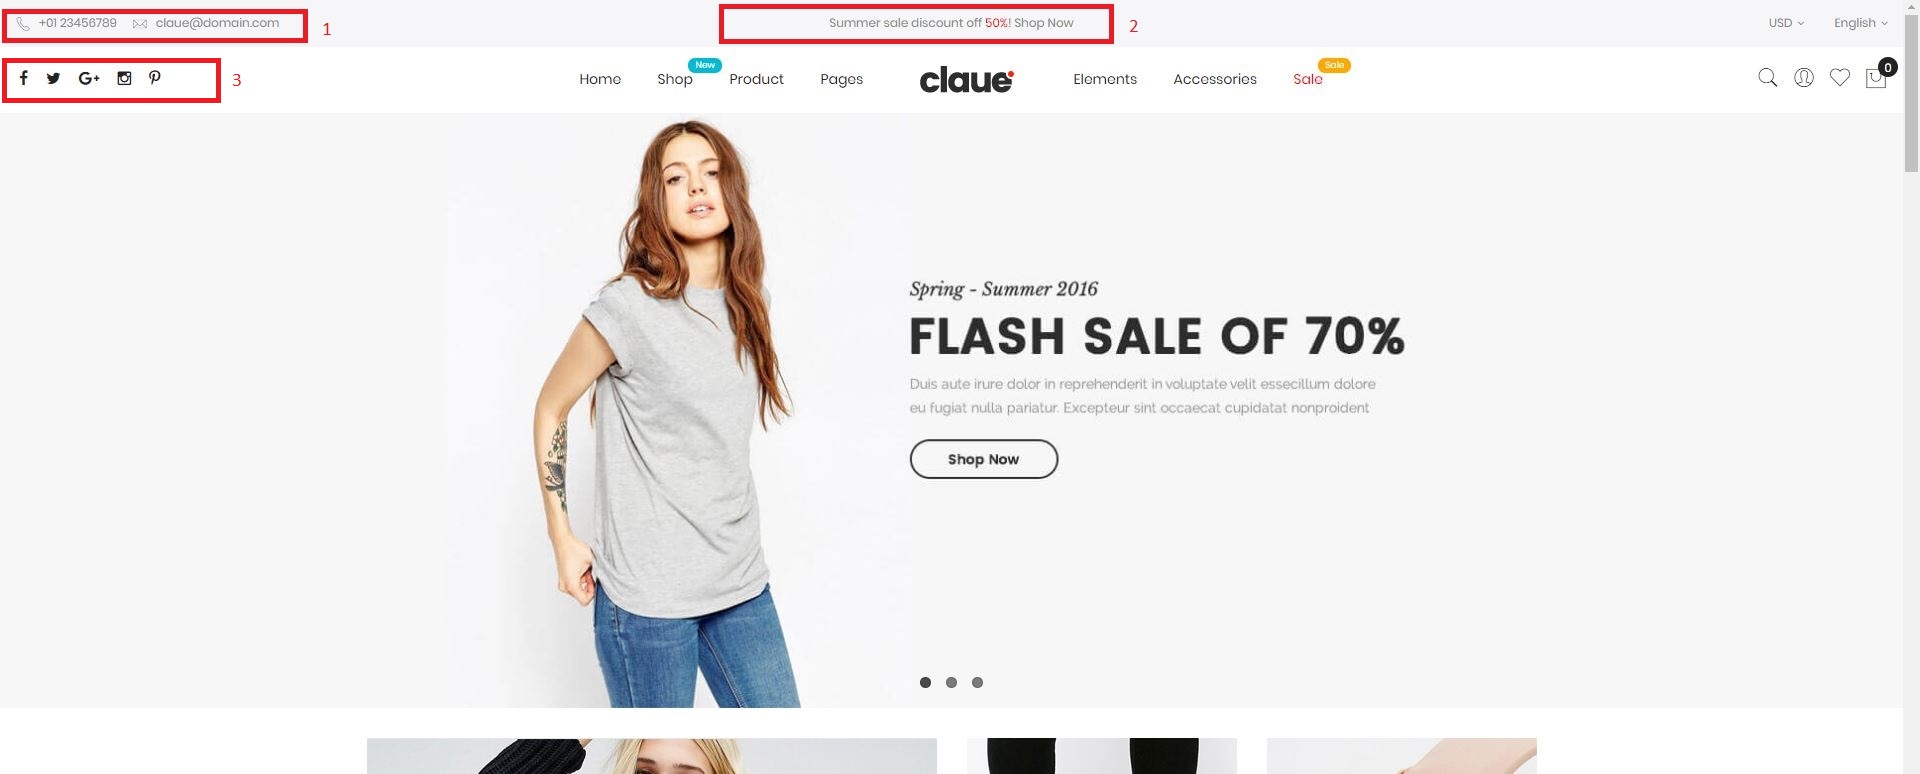 +01 23456789 claue@domain.com 1 Summer sale discount off 50%! Shop Now 2 USD English
3 Home Shop New Product Pages claue Elements Accessories Sale Sale 0
Spring - Summer 2016
FLASH SALE OF 70%
Duis aute irure dolor in reprehenderit in voluptate velit essecillum dolore
eu fugiat nulla pariatur. Excepteur sint occaecat cupidatat nonproident
Shop Now